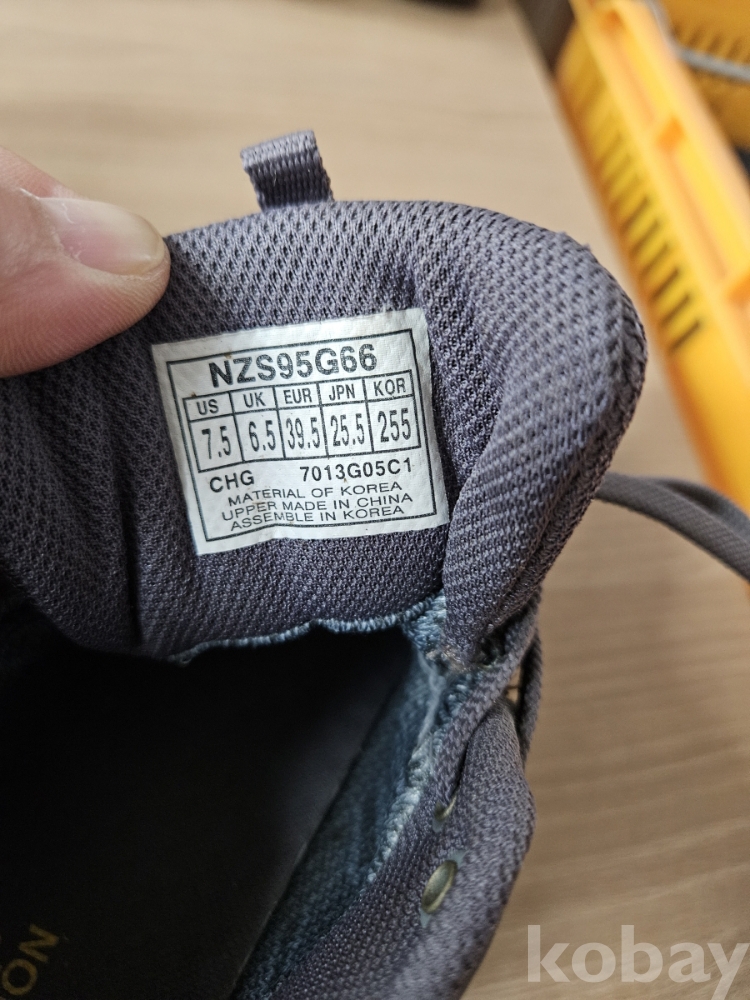 NZS95G66
US UK EUR JPN KOR
7.5 6.5 39.5 25.5 255
CHG 7013G05C1
MATERIAL OF KOREA
UPPER MADE IN CHINA
ASSEMBLE IN KOREA
kobay